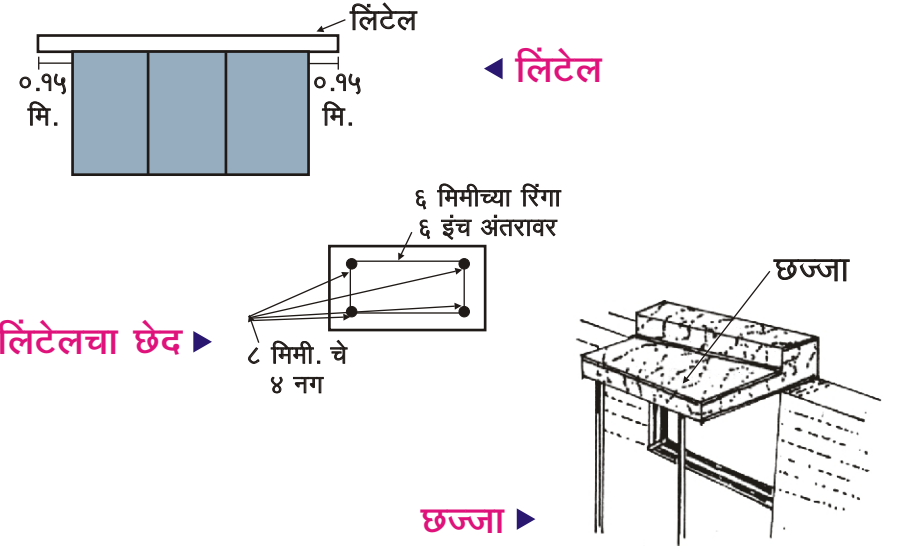 लिंटेल
०.१५ मि.
०.१५ मि.
लिंटेल
६ मिमीच्या रिंगा
६ इंच अंतरावर
लिंटेलचा छेद
८ मिमी. चे
४ नग
छज्जा
छज्जा